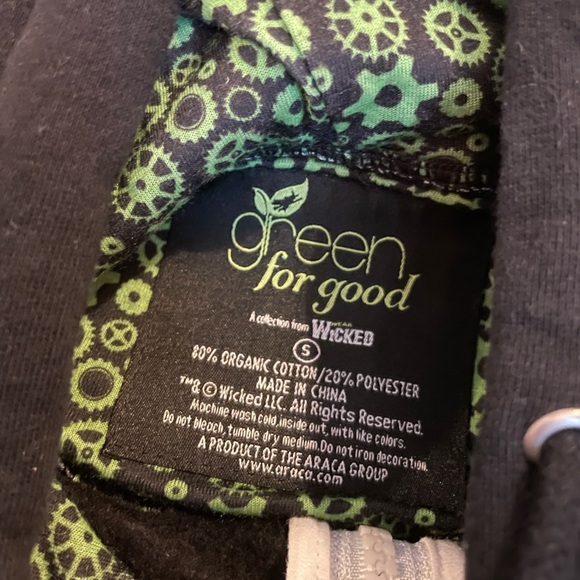 green
for good
A collection from WEAR WICKED
S
80% ORGANIC COTTON/20% POLYESTER
MADE IN CHINA
™& © Wicked LLC. All Rights Reserved.
Machine wash cold, inside out, with like colors.
Do not bleach, tumble dry medium. Do not iron decoration.
A PRODUCT OF THE ARACA GROUP
www.araca.com